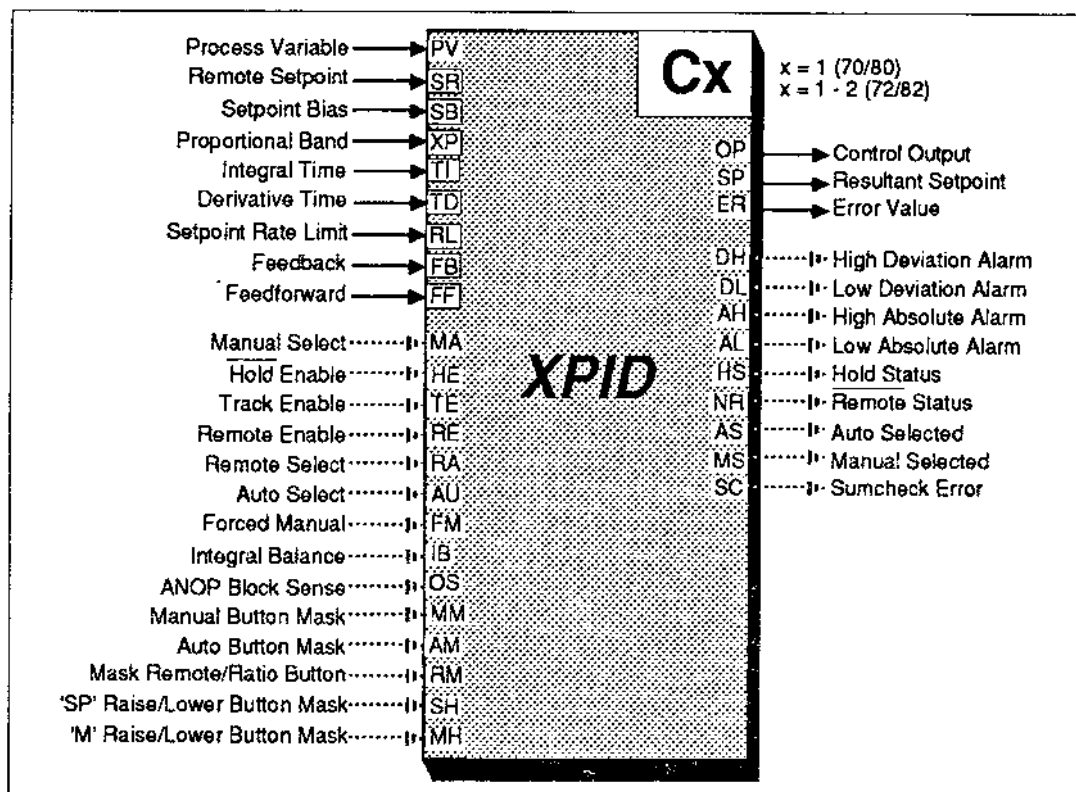 Process Variable PV
Remote Setpoint SR
Setpoint Bias SB
Proportional Band XP
Integral Time TI
Derivative Time TD
Setpoint Rate Limit RL
Feedback FB
Feedforward FF
Manual Select MA
Hold Enable HE
Track Enable TE
Remote Enable RE
Remote Select RA
Auto Select AU
Forced Manual FM
Integral Balance IB
ANOP Block Sense OS
Manual Button Mask MM
Auto Button Mask AM
Mask Remote/Ratio Button RM
'SP' Raise/Lower Button Mask SH
'M' Raise/Lower Button Mask MH
XPID
Cx
x = 1 (70/80)
x = 1 - 2 (72/82)
OP Control Output
SP Resultant Setpoint
ER Error Value
DH High Deviation Alarm
DL Low Deviation Alarm
AH High Absolute Alarm
AL Low Absolute Alarm
HS Hold Status
NR Remote Status
AS Auto Selected
MS Manual Selected
SC Sumcheck Error